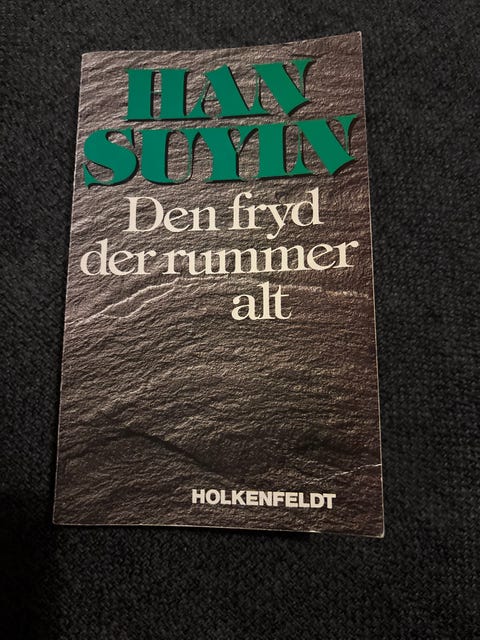 HAN
SUYIN
Den fryd
der rummer
alt
HOLKENFELDT